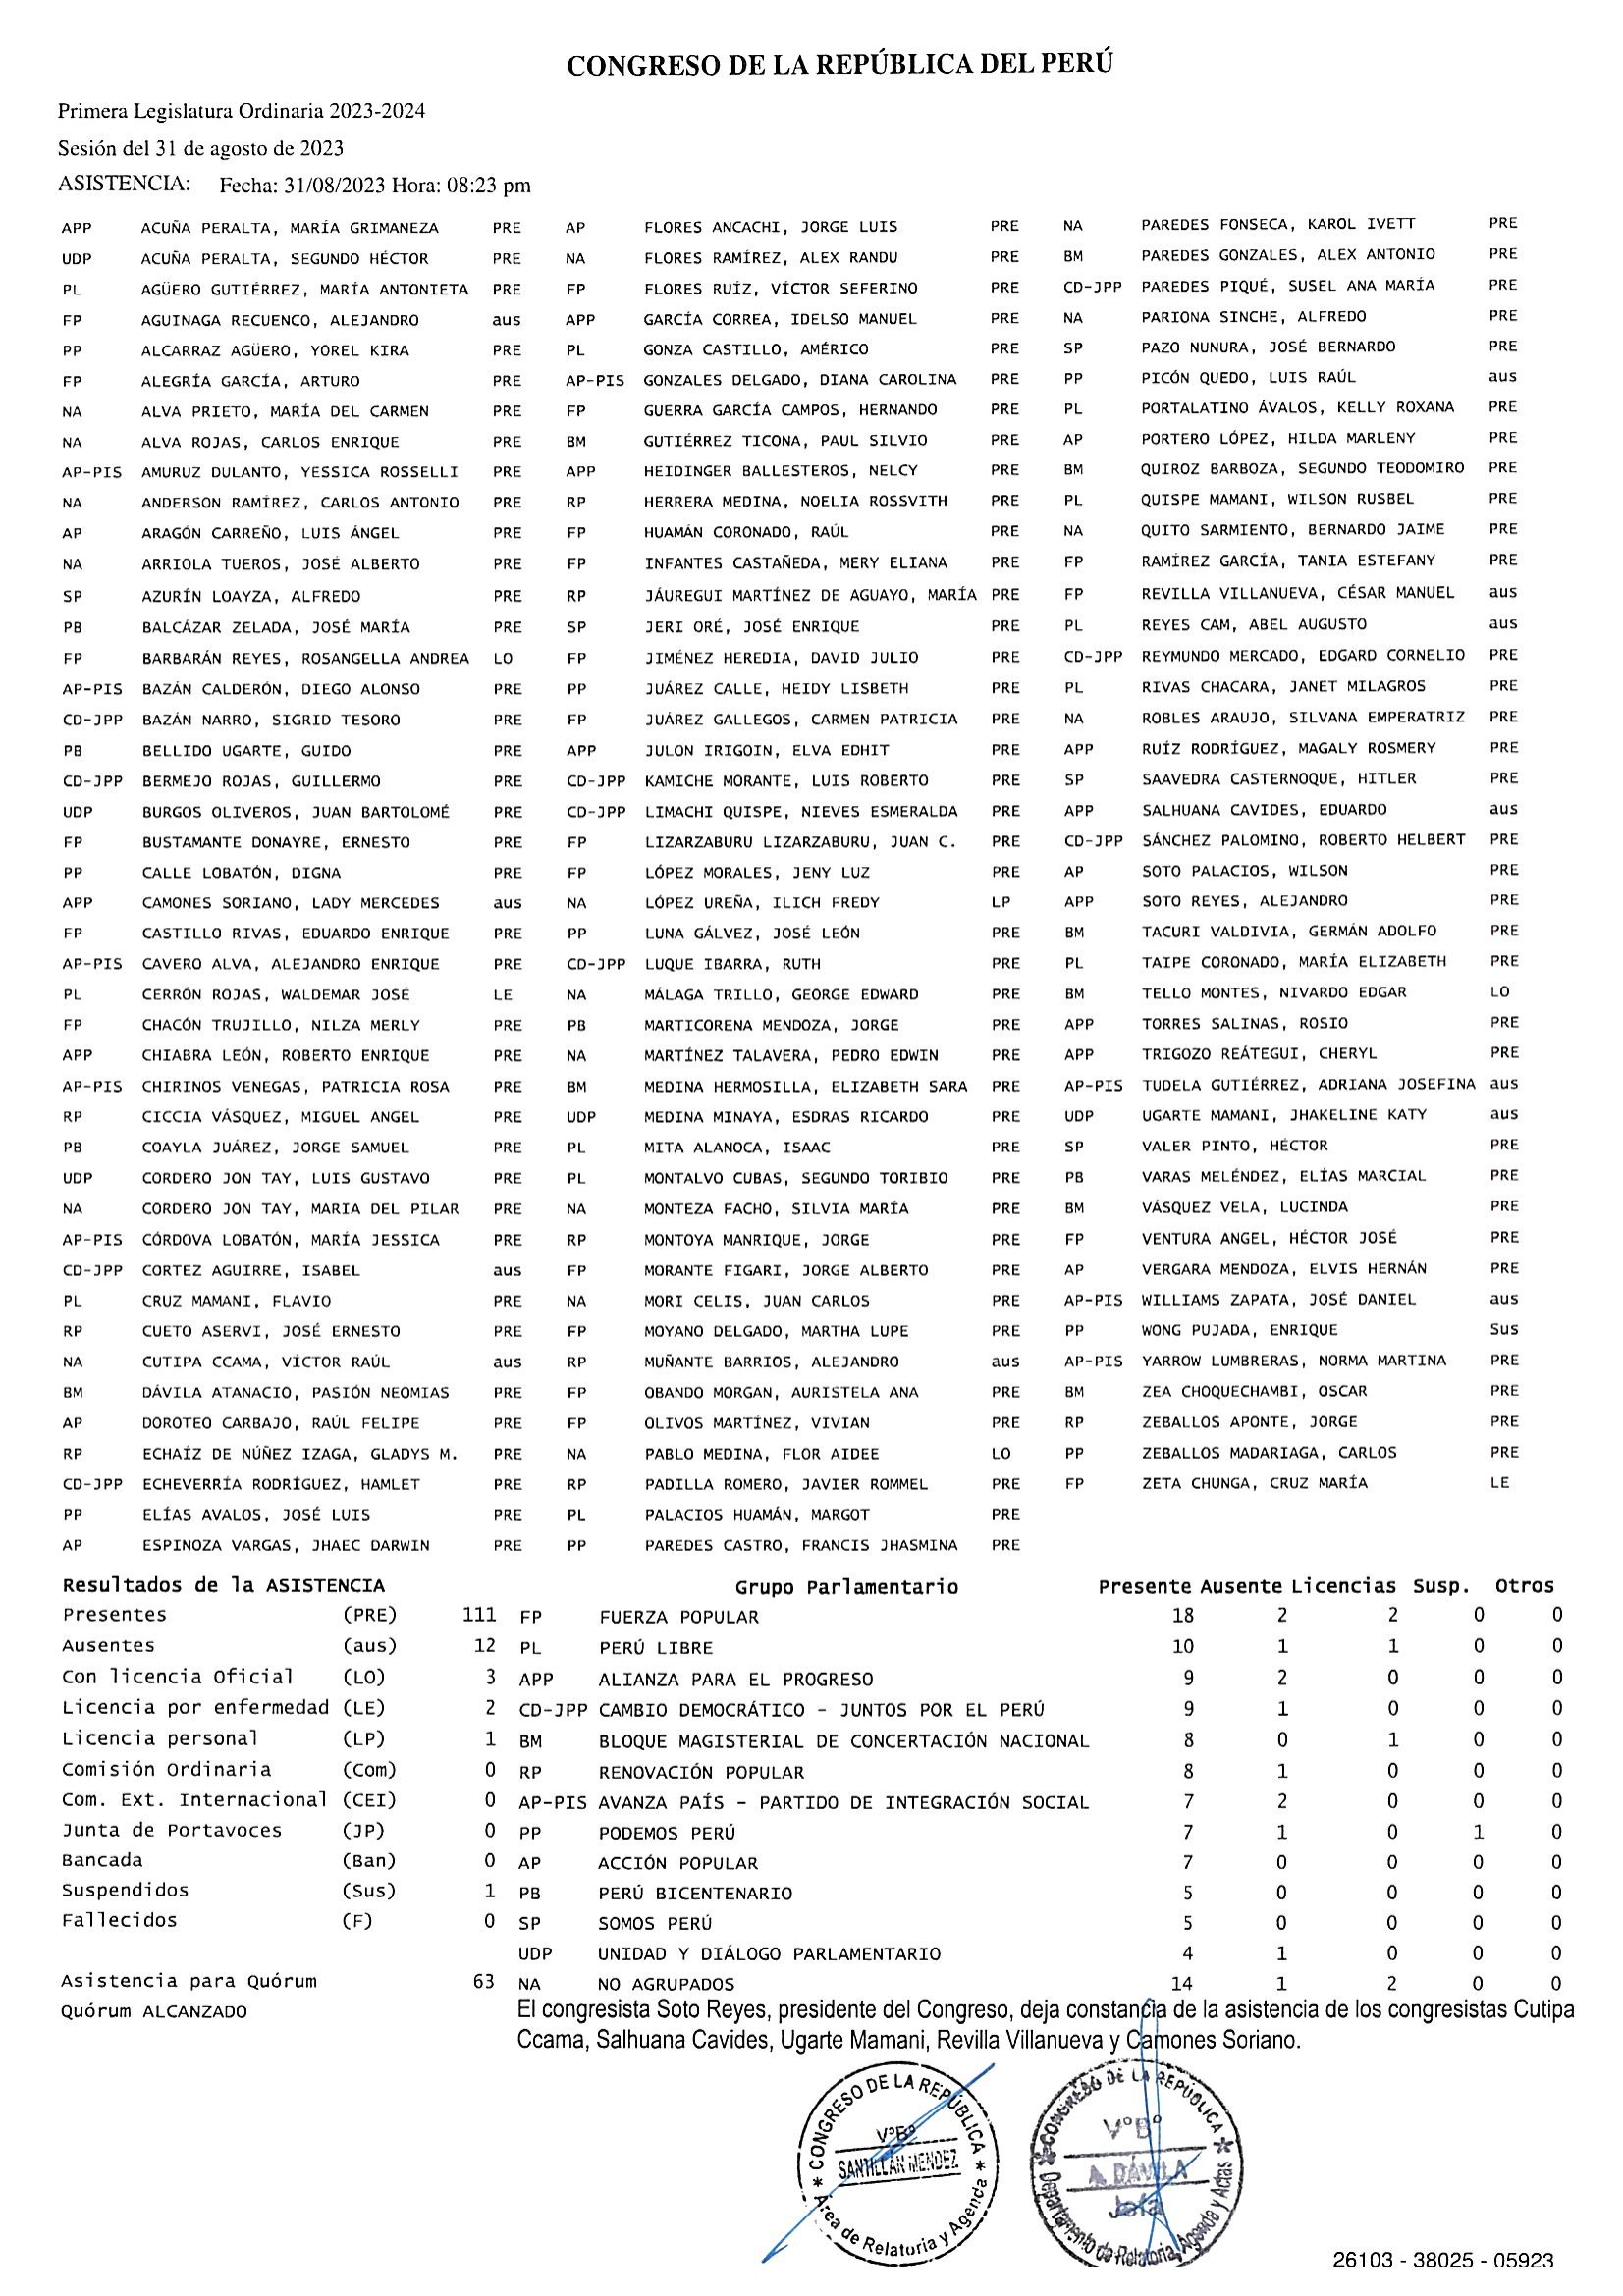 CONGRESO DE LA REPÚBLICA DEL PERÚ
Primera Legislatura Ordinaria 2023-2024
Sesión del 31 de agosto de 2023
ASISTENCIA: Fecha: 31/08/2023 Hora: 08:23 pm
APP ACUÑA PERALTA, MARÍA GRIMANEZA PRE AP FLORES ANCACHI, JORGE LUIS PRE NA PAREDES FONSECA, KAROL IVETT PRE
UDP ACUÑA PERALTA, SEGUNDO HÉCTOR PRE NA FLORES RAMÍREZ, ALEX RANDU PRE BM PAREDES GONZALES, ALEX ANTONIO PRE
PL AGÜERO GUTIÉRREZ, MARÍA ANTONIETA PRE FP FLORES RUÍZ, VÍCTOR SEFERINO PRE CD-JPP PAREDES PIQUÉ, SUSEL ANA MARÍA PRE
FP AGUINAGA RECUENCO, ALEJANDRO aus APP GARCÍA CORREA, IDELSO MANUEL PRE NA PARIONA SINCHE, ALFREDO PRE
PP ALCARRAZ AGÜERO, YOREL KIRA PRE PL GONZA CASTILLO, AMÉRICO PRE SP PAZO NUNURA, JOSÉ BERNARDO PRE
FP ALEGRÍA GARCÍA, ARTURO PRE AP-PIS GONZALES DELGADO, DIANA CAROLINA PRE PP PICÓN QUEDO, LUIS RAÚL aus
NA ALVA PRIETO, MARÍA DEL CARMEN PRE FP GUERRA GARCÍA CAMPOS, HERNANDO PRE PL PORTALATINO ÁVALOS, KELLY ROXANA PRE
NA ALVA ROJAS, CARLOS ENRIQUE PRE BM GUTIÉRREZ TICONA, PAUL SILVIO PRE AP PORTERO LÓPEZ, HILDA MARLENY PRE
AP-PIS AMURUZ DULANTO, YESSICA ROSSELLI PRE APP HEIDINGER BALLESTEROS, NELCY PRE BM QUIROZ BARBOZA, SEGUNDO TEODOMIRO PRE
NA ANDERSON RAMÍREZ, CARLOS ANTONIO PRE RP HERRERA MEDINA, NOELIA ROSSVITH PRE PL QUISPE MAMANI, WILSON RUSBEL PRE
AP ARAGÓN CARREÑO, LUIS ÁNGEL PRE FP HUAMÁN CORONADO, RAÚL PRE NA QUITO SARMIENTO, BERNARDO JAIME PRE
NA ARRIOLA TUEROS, JOSÉ ALBERTO PRE FP INFANTES CASTAÑEDA, MERY ELIANA PRE FP RAMÍREZ GARCÍA, TANIA ESTEFANY PRE
SP AZURÍN LOAYZA, ALFREDO PRE RP JÁUREGUI MARTÍNEZ DE AGUAYO, MARÍA PRE FP REVILLA VILLANUEVA, CÉSAR MANUEL aus
PB BALCÁZAR ZELADA, JOSÉ MARÍA PRE SP JERI ORÉ, JOSÉ ENRIQUE PRE PL REYES CAM, ABEL AUGUSTO aus
FP BARBARÁN REYES, ROSANGELLA ANDREA LO FP JIMÉNEZ HEREDIA, DAVID JULIO PRE CD-JPP REYMUNDO MERCADO, EDGARD CORNELIO PRE
AP-PIS BAZÁN CALDERÓN, DIEGO ALONSO PRE PP JUÁREZ CALLE, HEIDY LISBETH PRE PL RIVAS CHACARA, JANET MILAGROS PRE
CD-JPP BAZÁN NARRO, SIGRID TESORO PRE FP JUÁREZ GALLEGOS, CARMEN PATRICIA PRE NA ROBLES ARAUJO, SILVANA EMPERATRIZ PRE
PB BELLIDO UGARTE, GUIDO PRE APP JULON IRIGOIN, ELVA EDHIT PRE APP RUÍZ RODRÍGUEZ, MAGALY ROSMERY PRE
CD-JPP BERMEJO ROJAS, GUILLERMO PRE CD-JPP KAMICHE MORANTE, LUIS ROBERTO PRE SP SAAVEDRA CASTERNOQUE, HITLER PRE
UDP BURGOS OLIVEROS, JUAN BARTOLOMÉ PRE CD-JPP LIMACHI QUISPE, NIEVES ESMERALDA PRE APP SALHUANA CAVIDES, EDUARDO aus
FP BUSTAMANTE DONAYRE, ERNESTO PRE FP LIZARZABURU LIZARZABURU, JUAN C. PRE CD-JPP SÁNCHEZ PALOMINO, ROBERTO HELBERT PRE
PP CALLE LOBATÓN, DIGNA PRE FP LÓPEZ MORALES, JENY LUZ PRE AP SOTO PALACIOS, WILSON PRE
APP CAMONES SORIANO, LADY MERCEDES aus NA LÓPEZ UREÑA, ILICH FREDY LP APP SOTO REYES, ALEJANDRO PRE
FP CASTILLO RIVAS, EDUARDO ENRIQUE PRE PP LUNA GÁLVEZ, JOSÉ LEÓN PRE BM TACURI VALDIVIA, GERMÁN ADOLFO PRE
AP-PIS CAVERO ALVA, ALEJANDRO ENRIQUE PRE CD-JPP LUQUE IBARRA, RUTH PRE PL TAIPE CORONADO, MARÍA ELIZABETH PRE
PL CERRÓN ROJAS, WALDEMAR JOSÉ LE NA MÁLAGA TRILLO, GEORGE EDWARD PRE BM TELLO MONTES, NIVARDO EDGAR LO
FP CHACÓN TRUJILLO, NILZA MERLY PRE PB MARTICORENA MENDOZA, JORGE PRE APP TORRES SALINAS, ROSIO PRE
APP CHIABRA LEÓN, ROBERTO ENRIQUE PRE NA MARTÍNEZ TALAVERA, PEDRO EDWIN PRE APP TRIGOZO REÁTEGUI, CHERYL PRE
AP-PIS CHIRINOS VENEGAS, PATRICIA ROSA PRE BM MEDINA HERMOSILLA, ELIZABETH SARA PRE AP-PIS TUDELA GUTIÉRREZ, ADRIANA JOSEFINA aus
RP CICCIA VÁSQUEZ, MIGUEL ANGEL PRE UDP MEDINA MINAYA, ESDRAS RICARDO PRE UDP UGARTE MAMANI, JHAKELINE KATY aus
PB COAYLA JUÁREZ, JORGE SAMUEL PRE PL MITA ALANOCA, ISAAC PRE SP VALER PINTO, HÉCTOR PRE
UDP CORDERO JON TAY, LUIS GUSTAVO PRE PL MONTALVO CUBAS, SEGUNDO TORIBIO PRE PB VARAS MELÉNDEZ, ELÍAS MARCIAL PRE
NA CORDERO JON TAY, MARIA DEL PILAR PRE NA MONTEZA FACHO, SILVIA MARÍA PRE BM VÁSQUEZ VELA, LUCINDA PRE
AP-PIS CÓRDOVA LOBATÓN, MARÍA JESSICA PRE RP MONTOYA MANRIQUE, JORGE PRE FP VENTURA ANGEL, HÉCTOR JOSÉ PRE
CD-JPP CORTEZ AGUIRRE, ISABEL aus FP MORANTE FIGARI, JORGE ALBERTO PRE AP VERGARA MENDOZA, ELVIS HERNÁN PRE
PL CRUZ MAMANI, FLAVIO PRE NA MORI CELIS, JUAN CARLOS PRE AP-PIS WILLIAMS ZAPATA, JOSÉ DANIEL aus
RP CUETO ASERVI, JOSÉ ERNESTO PRE FP MOYANO DELGADO, MARTHA LUPE PRE PP WONG PUJADA, ENRIQUE Sus
NA CUTIPA CCAMA, VÍCTOR RAÚL aus RP MUÑANTE BARRIOS, ALEJANDRO aus AP-PIS YARROW LUMBRERAS, NORMA MARTINA PRE
BM DÁVILA ATANACIO, PASIÓN NEOMIAS PRE FP OBANDO MORGAN, AURISTELA ANA PRE BM ZEA CHOQUECHAMBI, OSCAR PRE
AP DOROTEO CARBAJO, RAÚL FELIPE PRE FP OLIVOS MARTÍNEZ, VIVIAN PRE RP ZEBALLOS APONTE, JORGE PRE
RP ECHAÍZ DE NÚÑEZ IZAGA, GLADYS M. PRE NA PABLO MEDINA, FLOR AIDEE LO PP ZEBALLOS MADARIAGA, CARLOS PRE
CD-JPP ECHEVERRÍA RODRÍGUEZ, HAMLET PRE RP PADILLA ROMERO, JAVIER ROMMEL PRE FP ZETA CHUNGA, CRUZ MARÍA LE
PP ELÍAS AVALOS, JOSÉ LUIS PRE PL PALACIOS HUAMÁN, MARGOT PRE
AP ESPINOZA VARGAS, JHAEC DARWIN PRE PP PAREDES CASTRO, FRANCIS JHASMINA PRE
Resultados de la ASISTENCIA Grupo Parlamentario Presente Ausente Licencias Susp. Otros
Presentes (PRE) 111 FP FUERZA POPULAR 18 2 2 0 0
Ausentes (aus) 12 PL PERÚ LIBRE 10 1 1 0 0
Con licencia Oficial (LO) 3 APP ALIANZA PARA EL PROGRESO 9 2 0 0 0
Licencia por enfermedad (LE) 2 CD-JPP CAMBIO DEMOCRÁTICO - JUNTOS POR EL PERÚ 9 1 0 0 0
Licencia personal (LP) 1 BM BLOQUE MAGISTERIAL DE CONCERTACIÓN NACIONAL 8 0 1 0 0
Comisión Ordinaria (Com) 0 RP RENOVACIÓN POPULAR 8 1 0 0 0
Com. Ext. Internacional (CEI) 0 AP-PIS AVANZA PAÍS - PARTIDO DE INTEGRACIÓN SOCIAL 7 2 0 0 0
Junta de Portavoces (JP) 0 PP PODEMOS PERÚ 7 1 0 1 0
Bancada (Ban) 0 AP ACCIÓN POPULAR 7 0 0 0 0
Suspendidos (Sus) 1 PB PERÚ BICENTENARIO 5 0 0 0 0
Fallecidos (F) 0 SP SOMOS PERÚ 5 0 0 0 0
UDP UNIDAD Y DIÁLOGO PARLAMENTARIO 4 1 0 0 0
Asistencia para Quórum 63 NA NO AGRUPADOS 14 1 2 0 0
Quórum ALCANZADO
El congresista Soto Reyes, presidente del Congreso, deja constancia de la asistencia de los congresistas Cutipa
Ccama, Salhuana Cavides, Ugarte Mamani, Revilla Villanueva y Camones Soriano.
CONGRESO DE LA REPÚBLICA
V°B°
SANTILLÁN MENDEZ
Área de Relatoria y Agenda
CONGRESO DE LA REPÚBLICA
V°B°
A. DÁVILA
Jefa
Departamento de Relatoria, Agenda y Actas
26103 - 38025 - 05923